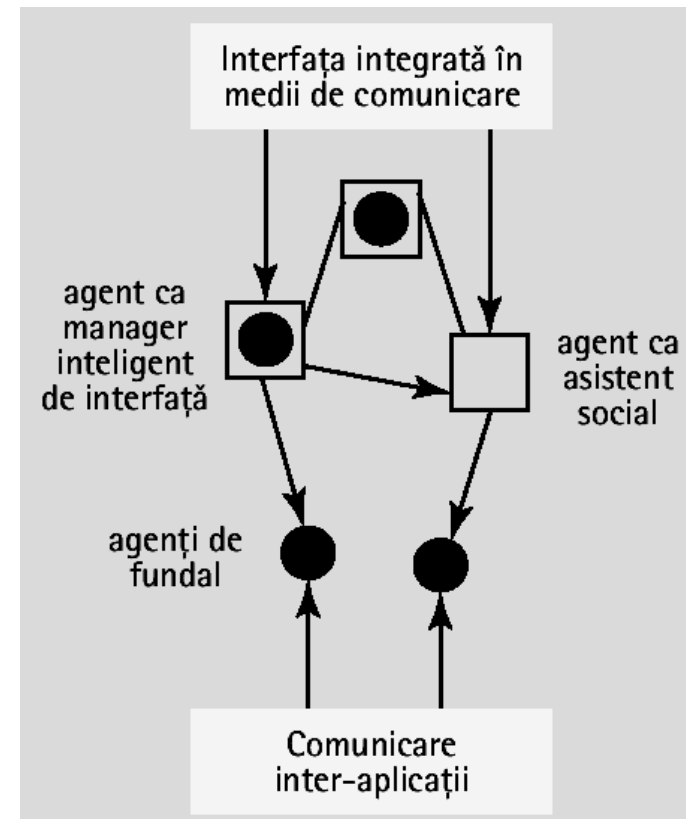 Interfața integrată în
medii de comunicare
agent ca
manager
inteligent
de interfață
agent ca
asistent
social
agenți de
fundal
Comunicare
inter-aplicații